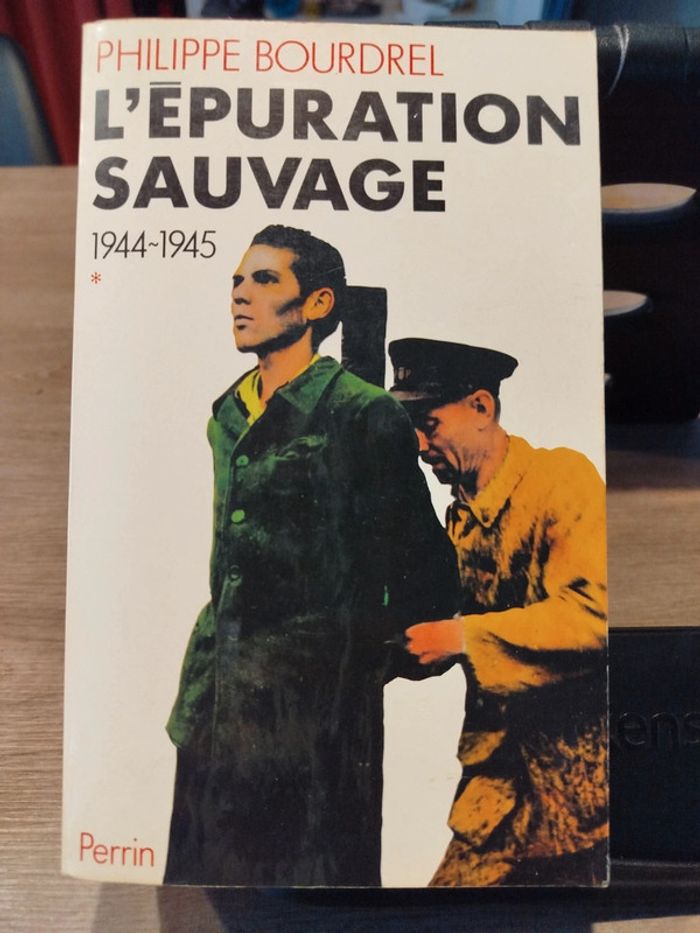 PHILIPPE BOURDREL
L'ÉPURATION
SAUVAGE
1944~1945
*
Perrin